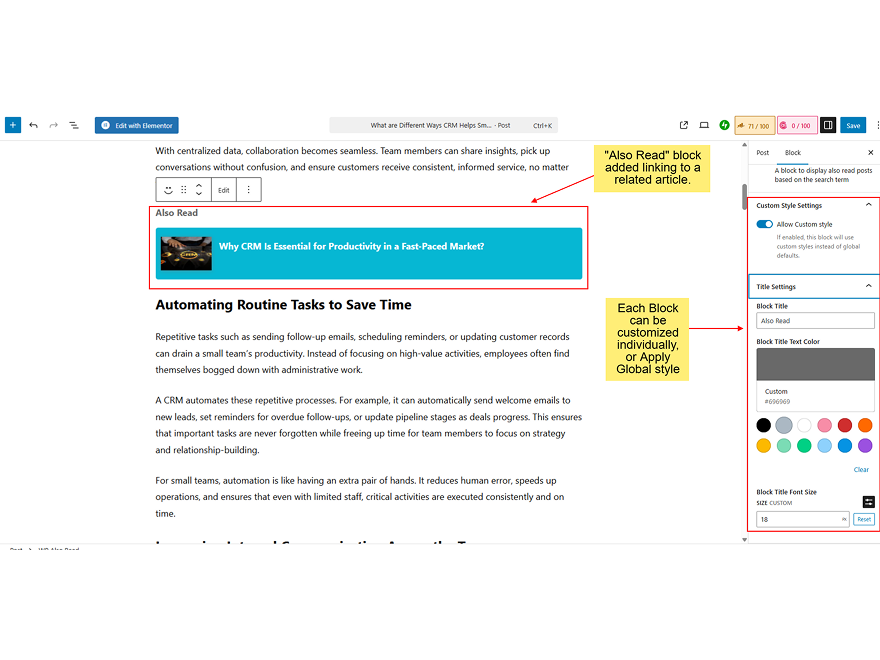 Edit with Elementor
What are Different Ways CRM Helps Sm... · Post Ctrl+K
71 / 100
0 / 100
Save
With centralized data, collaboration becomes seamless. Team members can share insights, pick up
conversations without confusion, and ensure customers receive consistent, informed service, no matter
Edit
Also Read
Why CRM Is Essential for Productivity in a Fast-Paced Market?
"Also Read" block
added linking to a
related article.
Automating Routine Tasks to Save Time
Repetitive tasks such as sending follow-up emails, scheduling reminders, or updating customer records
can drain a small team's productivity. Instead of focusing on high-value activities, employees often find
themselves bogged down with administrative work.
A CRM automates these repetitive processes. For example, it can automatically send welcome emails to
new leads, set reminders for overdue follow-ups, or update pipeline stages as deals progress. This ensures
that important tasks are never forgotten while freeing up time for team members to focus on strategy
and relationship-building.
For small teams, automation is like having an extra pair of hands. It reduces human error, speeds up
operations, and ensures that even with limited staff, critical activities are executed consistently and on
time.
Each Block
can be
customized
individually,
or Apply
Global style
Post Block
A block to display also read posts
based on the search term
Custom Style Settings
Allow Custom style
If enabled, this block will use
custom styles instead of global
defaults.
Title Settings
Block Title
Also Read
Block Title Text Color
Custom
#696969
Clear
Block Title Font Size
SIZE CUSTOM
18
Reset